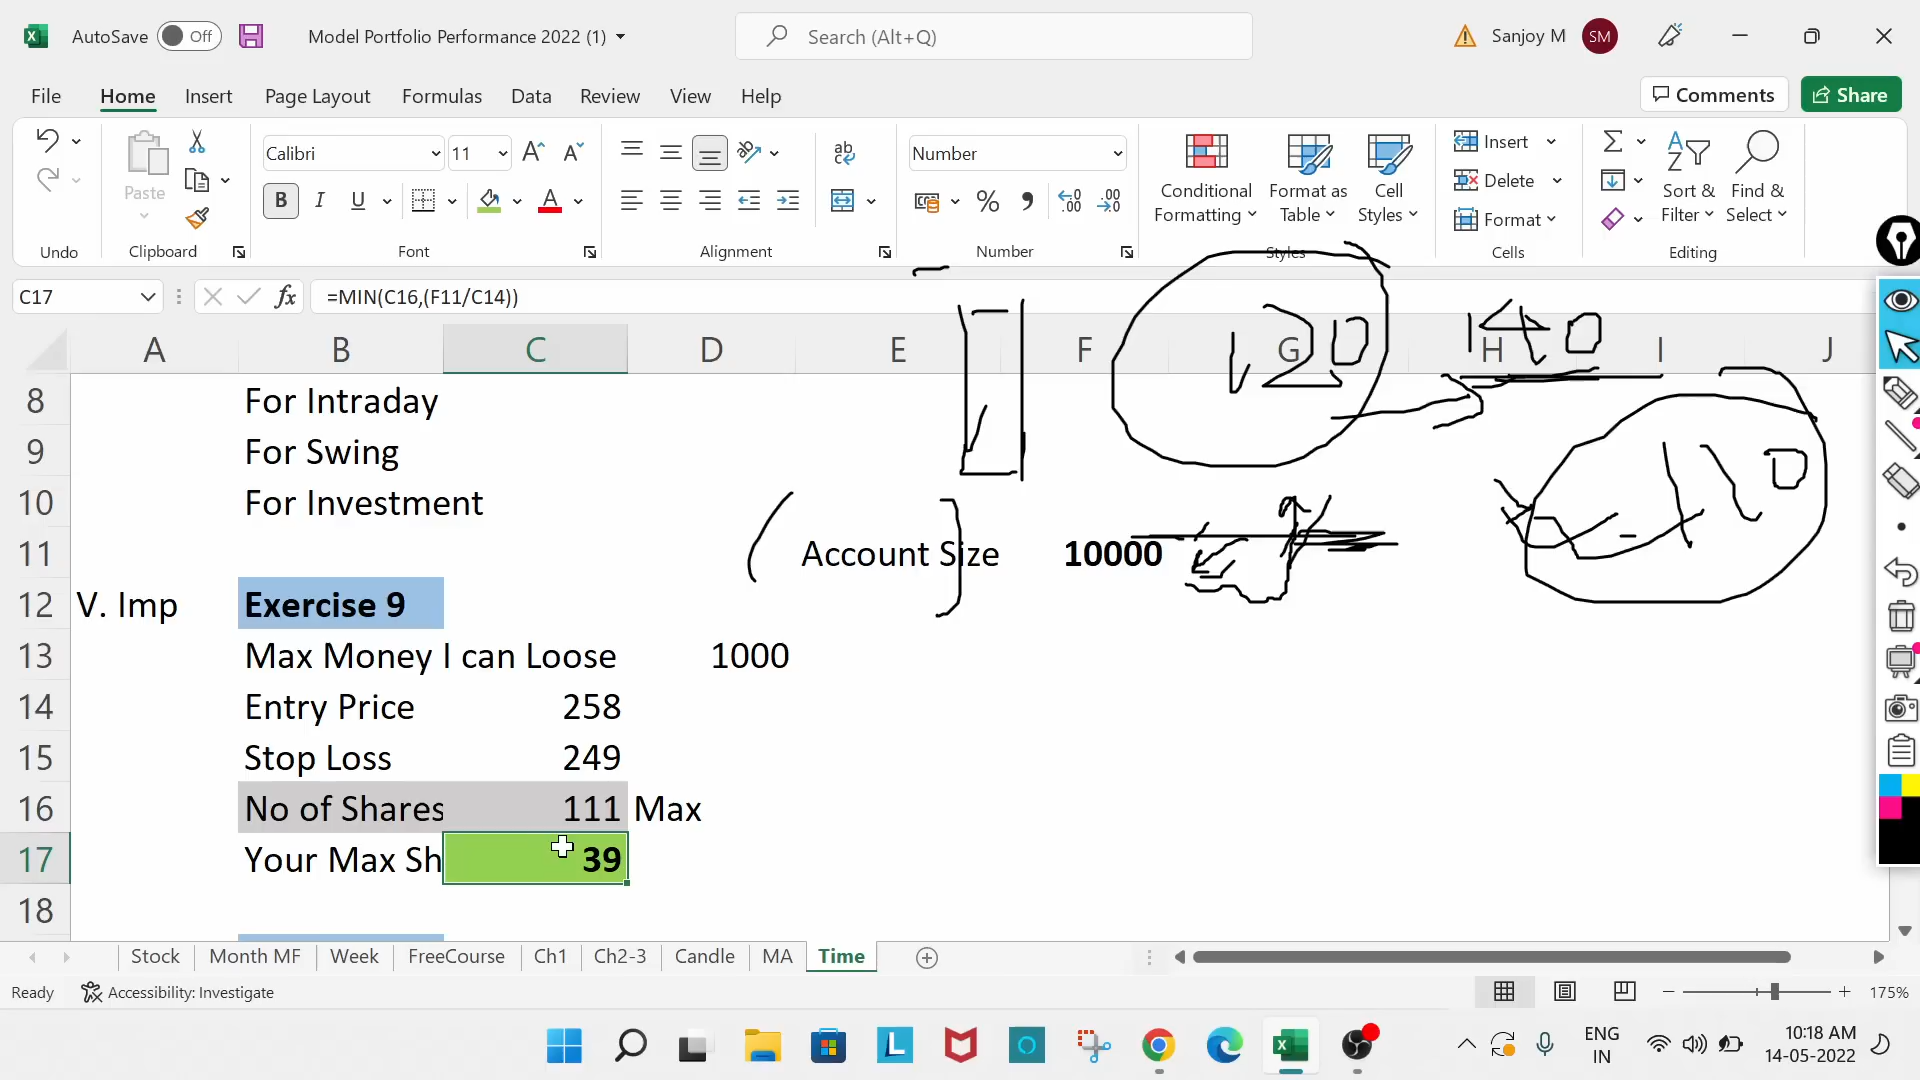 AutoSave Off Model Portfolio Performance 2022 (1) Search (Alt+Q) Sanjoy M SM
File Home Insert Page Layout Formulas Data Review View Help Comments Share
Calibri 11 Number
Paste
Conditional Formatting
Format as Table
Cell Styles
Insert
Delete
Format
Sort & Filter
Find & Select
Undo Clipboard Font Alignment Number Styles Cells Editing
C17 fx =MIN(C16,(F11/C14))
A B C D E F G H I J
120 140
8 For Intraday
9 For Swing
10 For Investment
11 Account Size 10000
12 V. Imp Exercise 9
13 Max Money I can Loose 1000
14 Entry Price 258
15 Stop Loss 249
16 No of Shares 111 Max
17 Your Max Sh 39
18
Stock Month MF Week FreeCourse Ch1 Ch2-3 Candle MA Time
Ready Accessibility: Investigate 175%
ENG IN 10:18 AM 14-05-2022